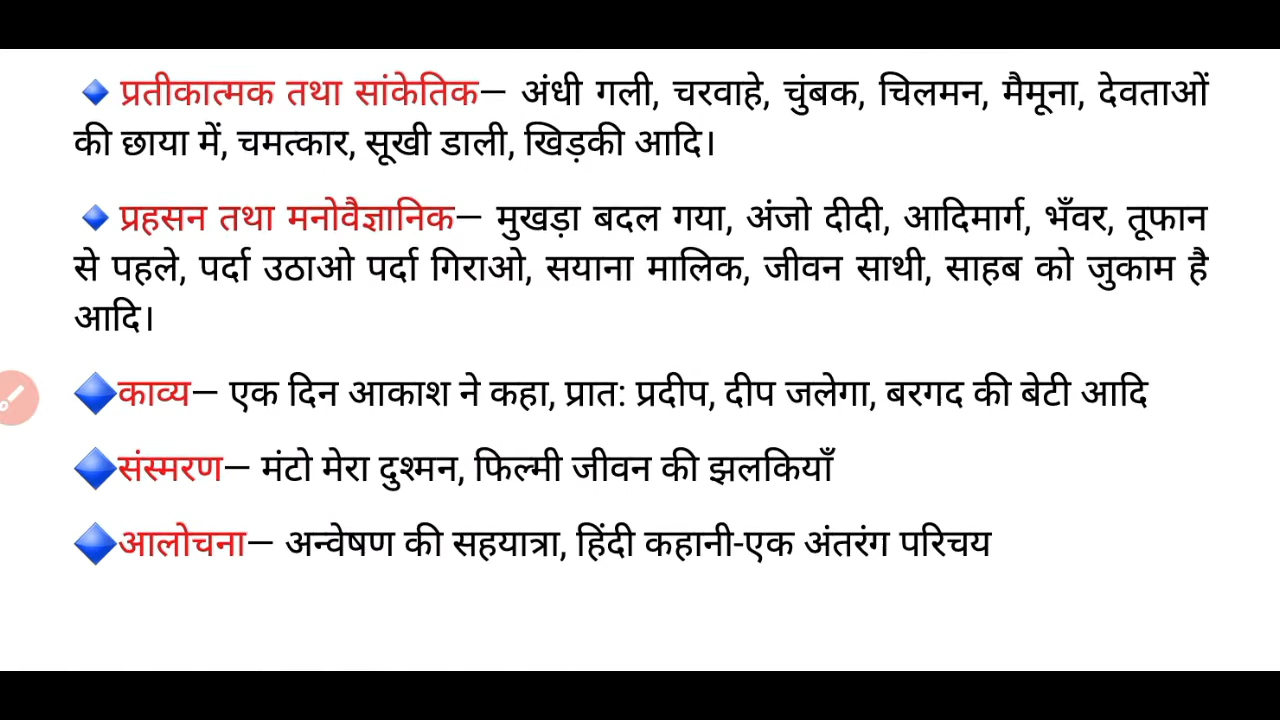 प्रतीकात्मक तथा सांकेतिक— अंधी गली, चरवाहे, चुंबक, चिलमन, मैमूना, देवताओं
की छाया में, चमत्कार, सूखी डाली, खिड़की आदि।
प्रहसन तथा मनोवैज्ञानिक— मुखड़ा बदल गया, अंजो दीदी, आदिमार्ग, भँवर, तूफान
से पहले, पर्दा उठाओ पर्दा गिराओ, सयाना मालिक, जीवन साथी, साहब को जुकाम है
आदि।
काव्य— एक दिन आकाश ने कहा, प्रात: प्रदीप, दीप जलेगा, बरगद की बेटी आदि
संस्मरण— मंटो मेरा दुश्मन, फिल्मी जीवन की झलकियाँ
आलोचना— अन्वेषण की सहयात्रा, हिंदी कहानी-एक अंतरंग परिचय